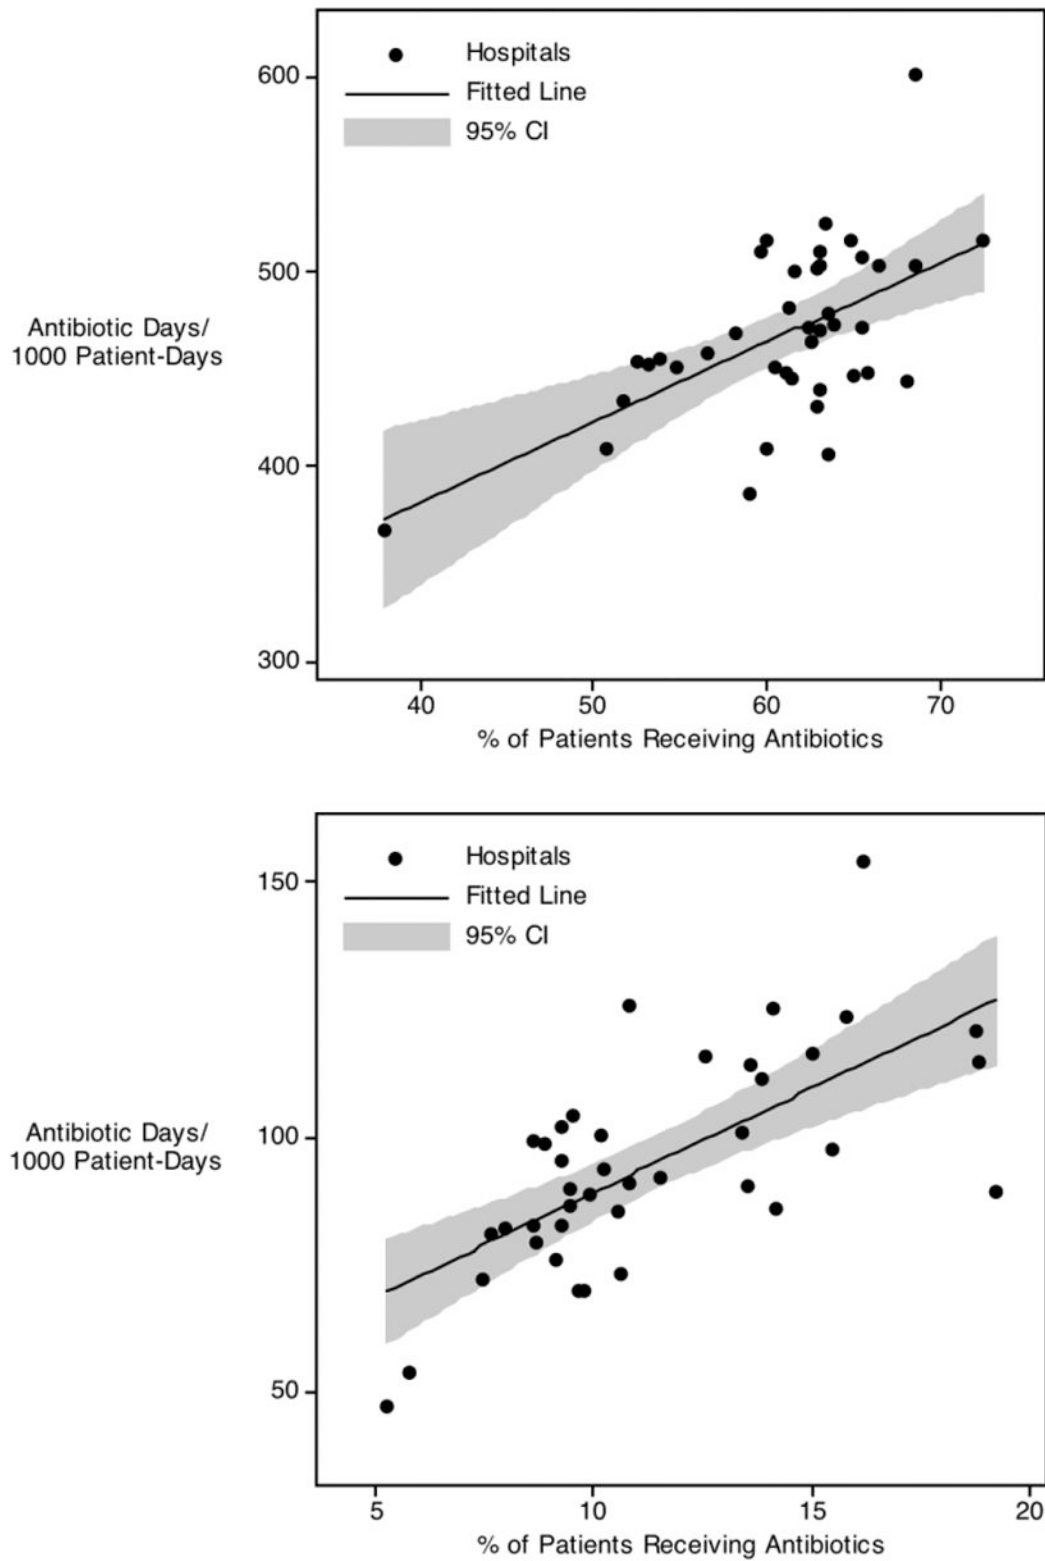 Hospitals
Fitted Line
95% CI
600
500
400
300
Antibiotic Days/
1000 Patient-Days
40 50 60 70
% of Patients Receiving Antibiotics
Hospitals
Fitted Line
95% CI
150
100
50
Antibiotic Days/
1000 Patient-Days
5 10 15 20
% of Patients Receiving Antibiotics